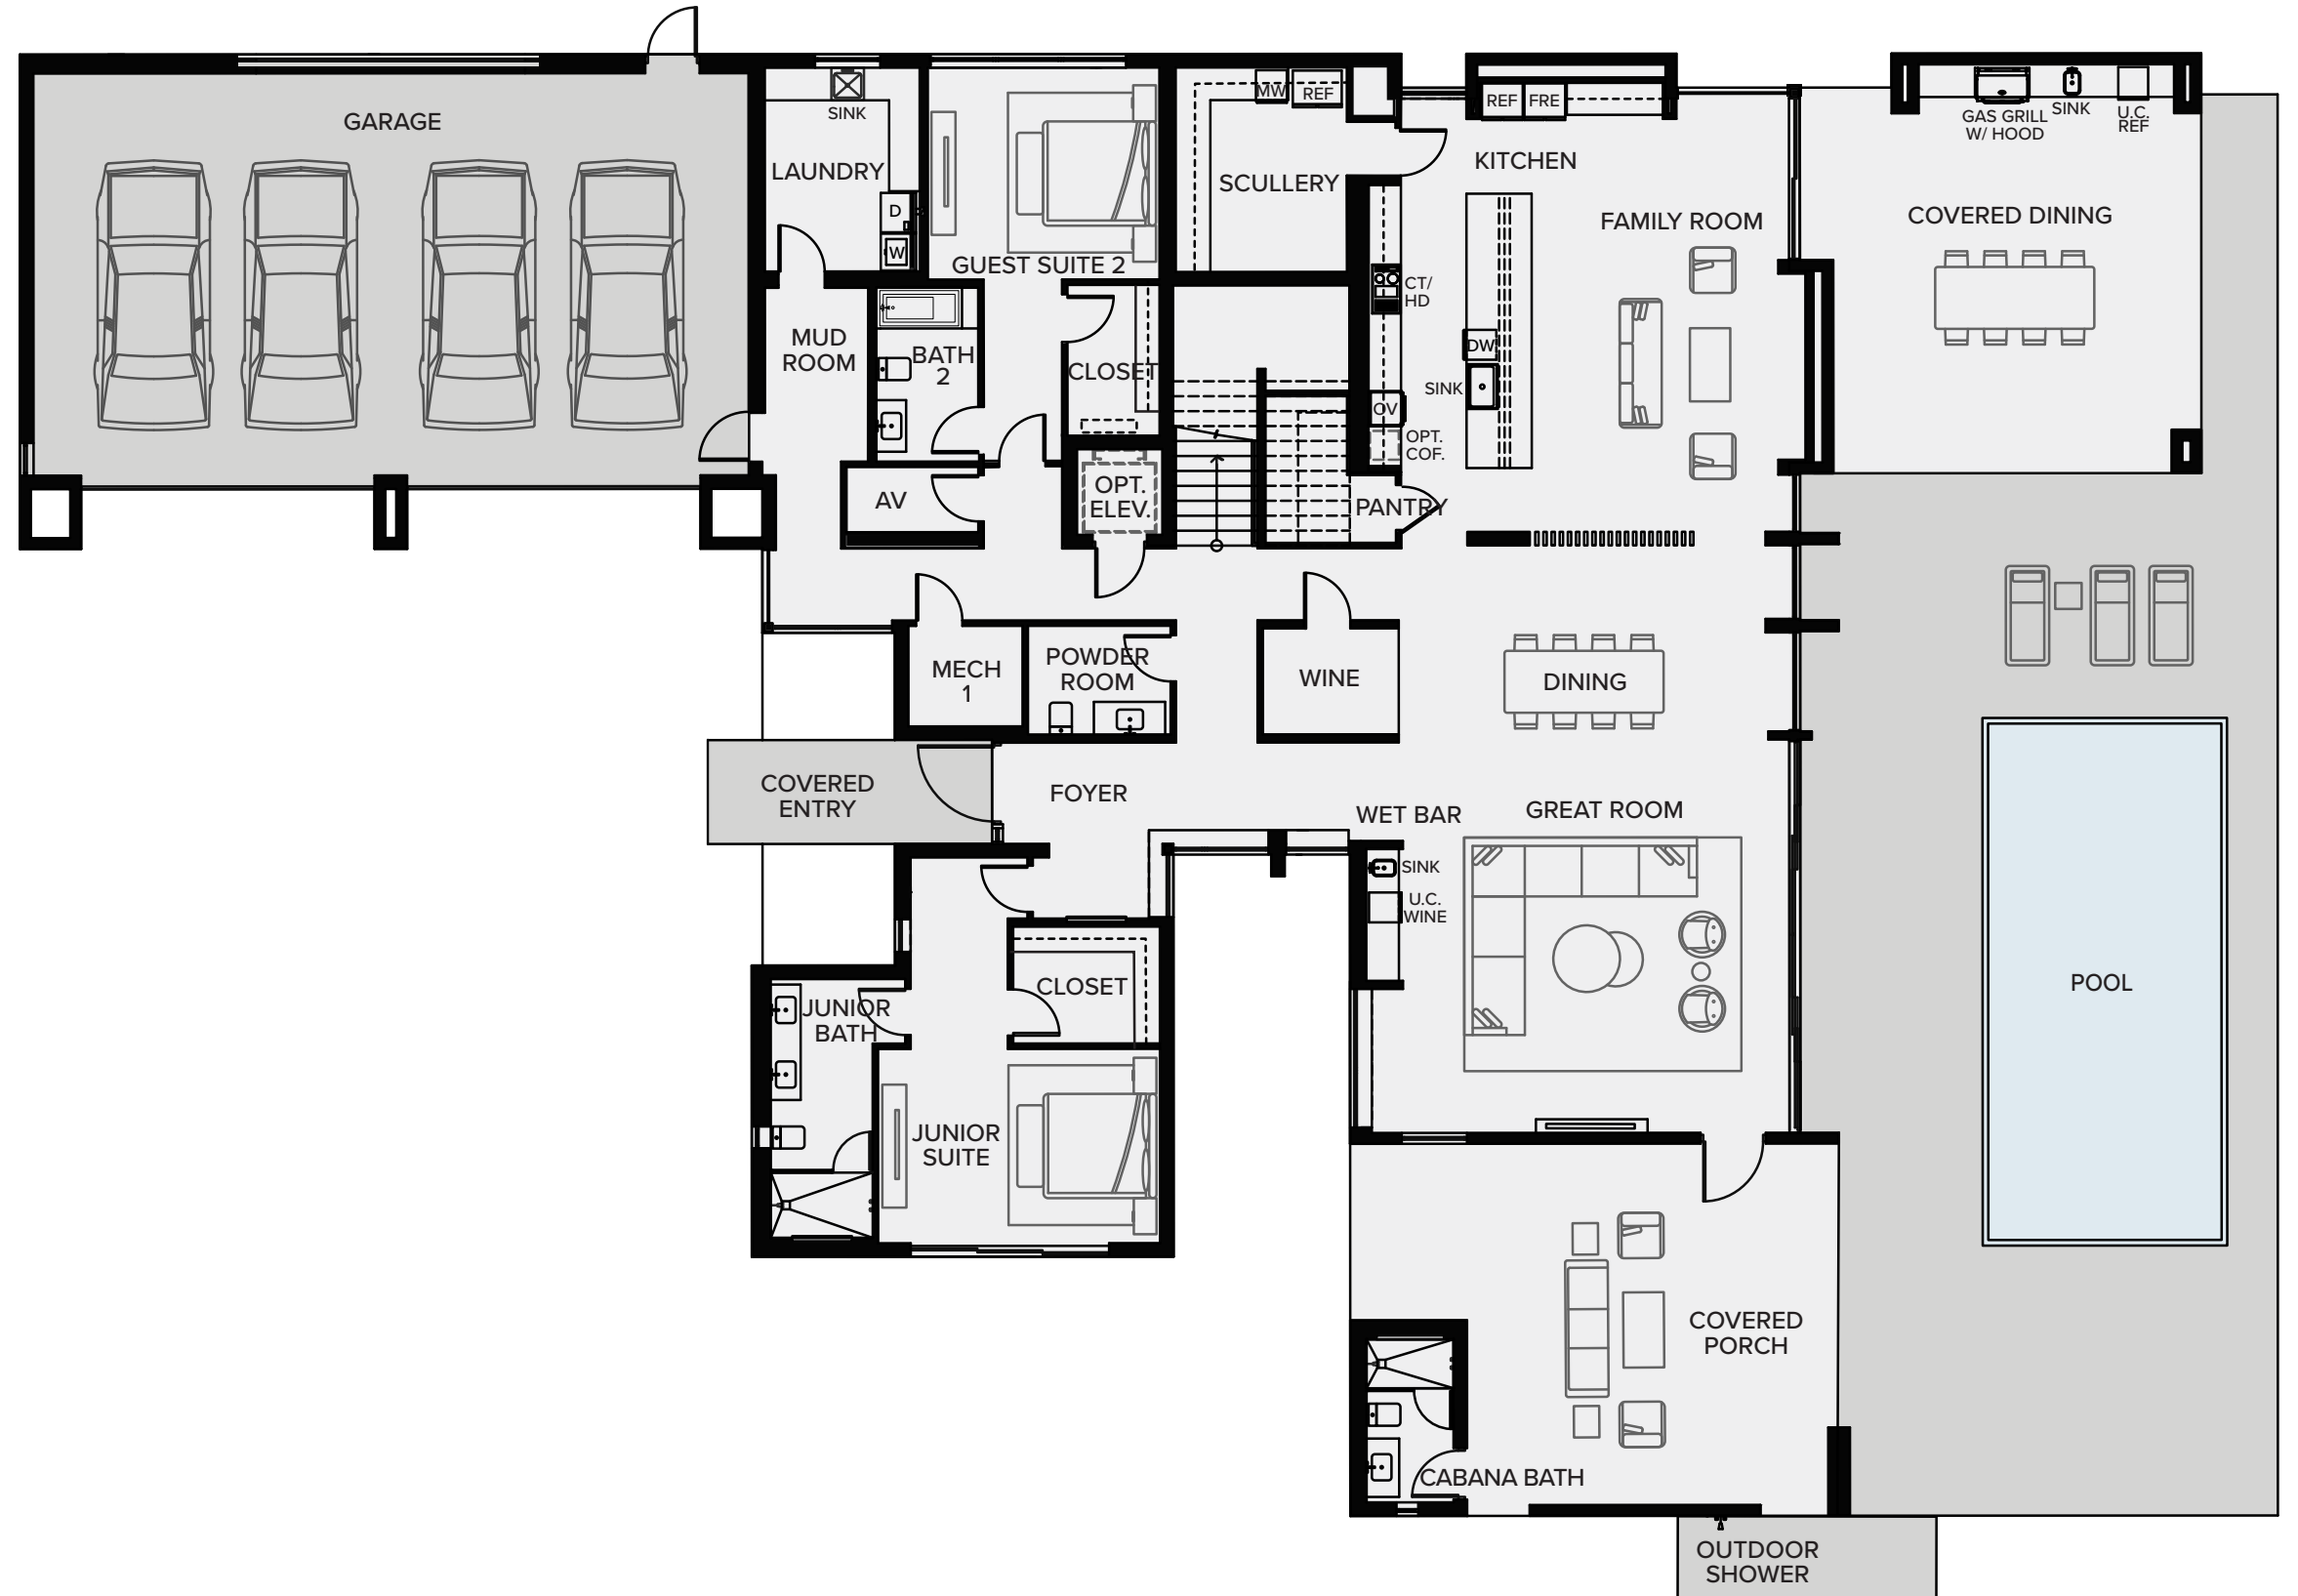 GARAGE
SINK
LAUNDRY
D
W
GUEST SUITE 2
MW
REF
SCULLERY
REF
FRE
KITCHEN
FAMILY ROOM
GAS GRILL
W/ HOOD
SINK
U.C.
REF
COVERED DINING
MUD
ROOM
BATH
2
CLOSET
CT/
HD
DW
SINK
OV
OPT.
COF.
AV
OPT.
ELEV.
PANTRY
MECH
1
POWDER
ROOM
WINE
DINING
COVERED
ENTRY
FOYER
WET BAR
GREAT ROOM
SINK
U.C.
WINE
POOL
CLOSET
JUNIOR
BATH
JUNIOR
SUITE
COVERED
PORCH
CABANA BATH
OUTDOOR
SHOWER